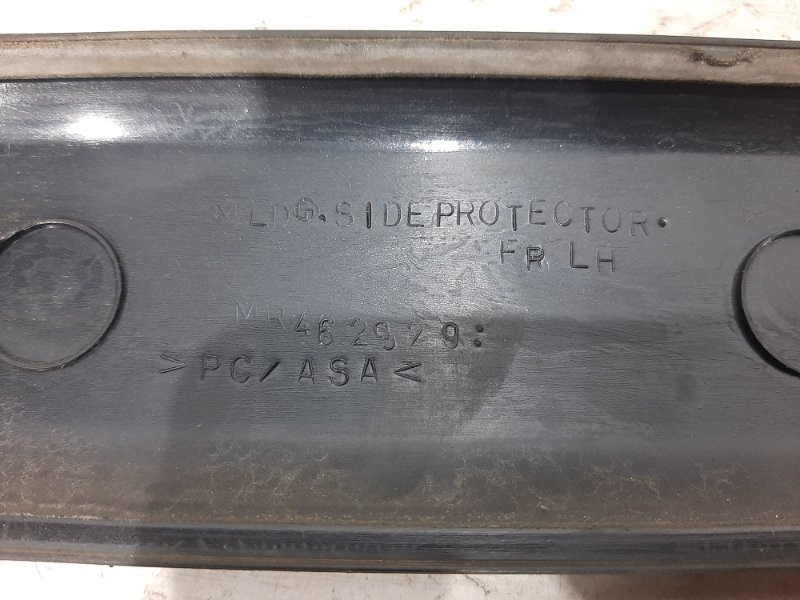 MLDG. SIDE PROTECTOR.
FR LH
MR462929:
>PC/ASA<